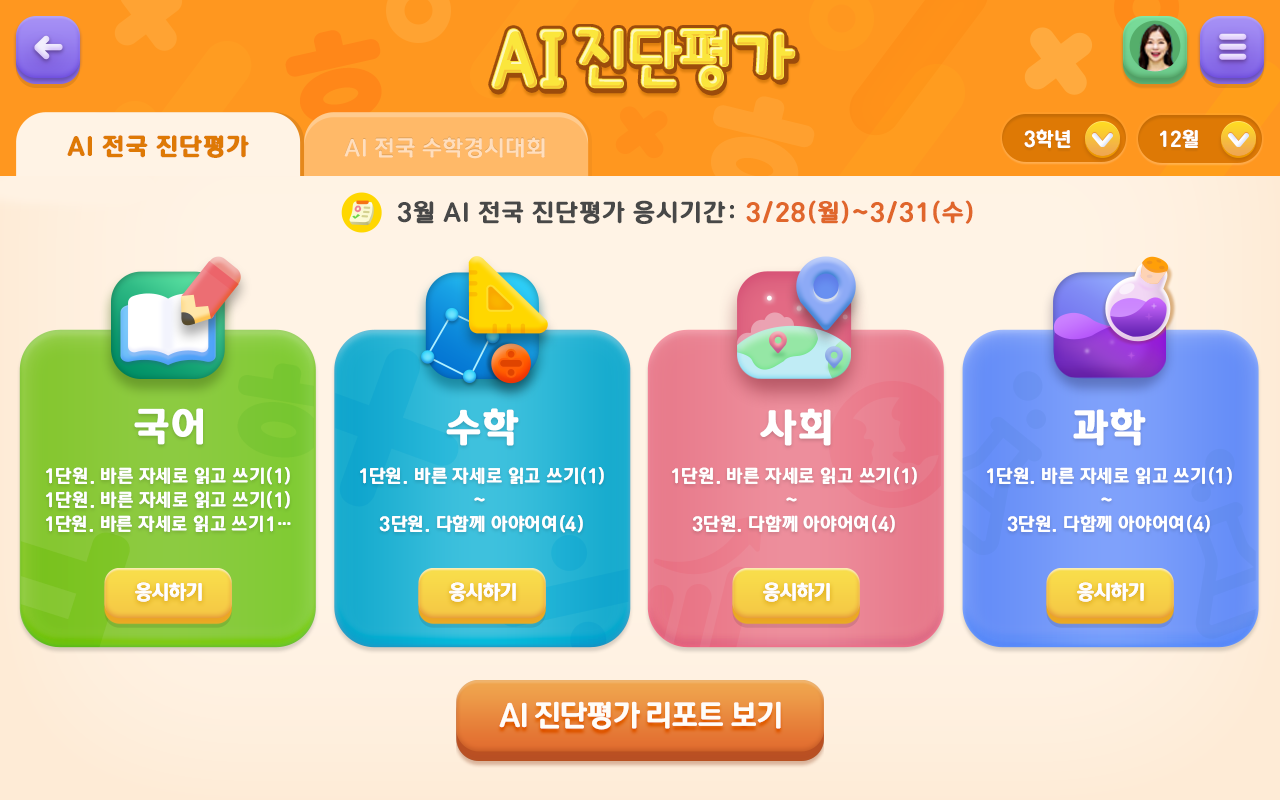 AI 진단평가
AI 전국 진단평가
AI 전국 수학경시대회
3학년
12월
3월 AI 전국 진단평가 응시기간: 3/28(월)~3/31(수)
국어
1단원. 바른 자세로 읽고 쓰기(1)
1단원. 바른 자세로 읽고 쓰기(1)
1단원. 바른 자세로 읽고 쓰기1…
응시하기
수학
1단원. 바른 자세로 읽고 쓰기(1)
~
3단원. 다함께 아야어여(4)
응시하기
사회
1단원. 바른 자세로 읽고 쓰기(1)
~
3단원. 다함께 아야어여(4)
응시하기
과학
1단원. 바른 자세로 읽고 쓰기(1)
~
3단원. 다함께 아야어여(4)
응시하기
AI 진단평가 리포트 보기